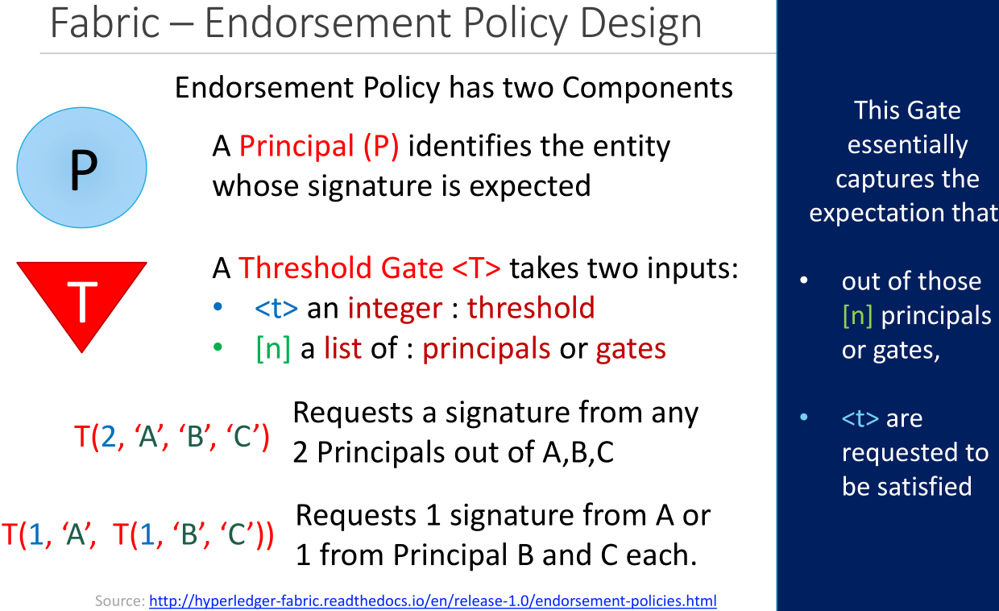 Fabric – Endorsement Policy Design
Endorsement Policy has two Components
P
A Principal (P) identifies the entity
whose signature is expected
T
A Threshold Gate <T> takes two inputs:
• <t> an integer : threshold
• [n] a list of : principals or gates
T(2, ‘A’, ‘B’, ‘C’)
Requests a signature from any
2 Principals out of A,B,C
T(1, ‘A’, T(1, ‘B’, ‘C’))
Requests 1 signature from A or
1 from Principal B and C each.
Source: http://hyperledger-fabric.readthedocs.io/en/release-1.0/endorsement-policies.html
This Gate
essentially
captures the
expectation that
• out of those
[n] principals
or gates,
• <t> are
requested to
be satisfied